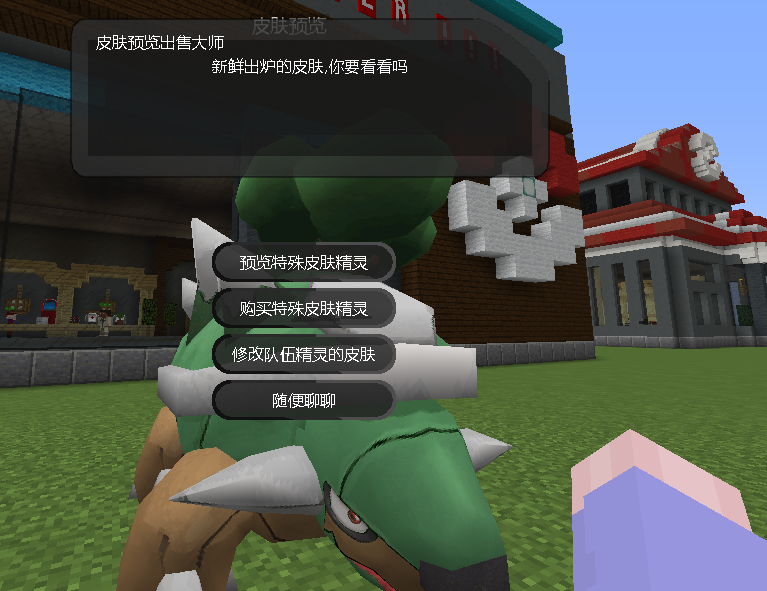 皮肤预览
皮肤预览出售大师
新鲜出炉的皮肤,你要看看吗
预览特殊皮肤精灵
购买特殊皮肤精灵
修改队伍精灵的皮肤
随便聊聊